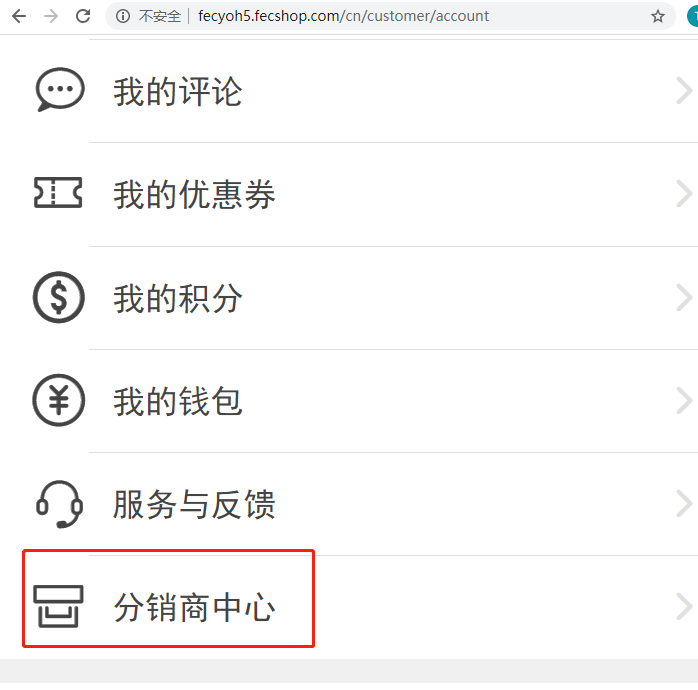 不安全 fecyoh5.fecshop.com/cn/customer/account
我的评论
我的优惠券
我的积分
我的钱包
服务与反馈
分销商中心